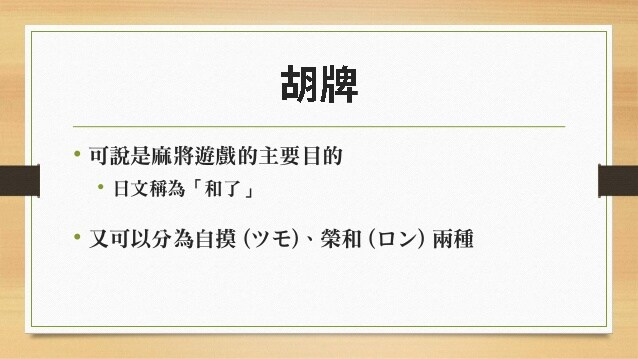 胡牌
• 可說是麻將遊戲的主要目的
• 日文稱為「和了」
• 又可以分為自摸 (ツモ)、榮和 (ロン) 兩種